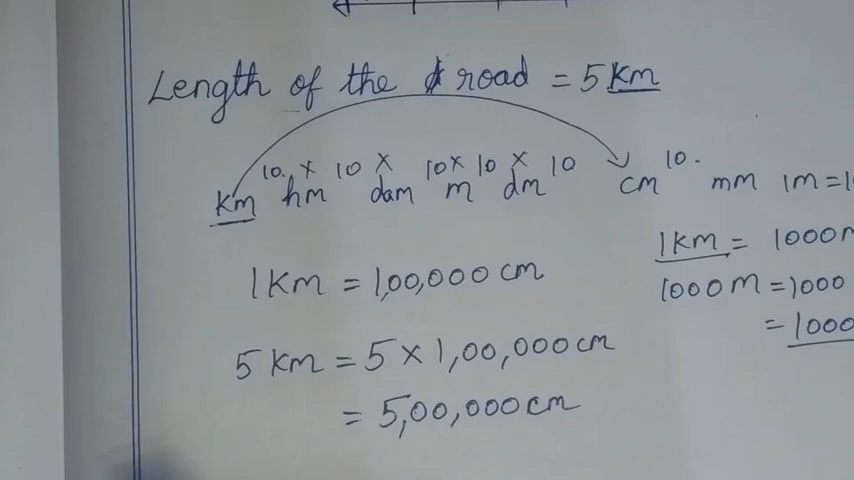 Length of the road = 5 km
10. x 10 x 10 x 10 x 10 10.
km hm dam m dm cm mm 1m = 1
1 km = 1,00,000 cm
1 km = 1000
5 km = 5 x 1,00,000 cm
1000 m = 1000
= 1000
= 5,00,000 cm